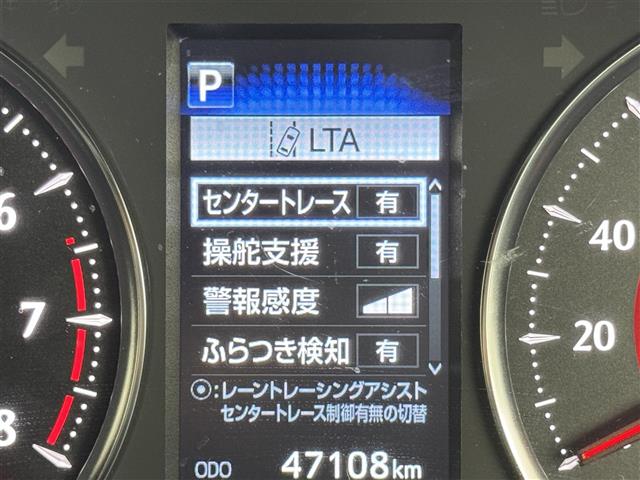 P
LTA
センタートレース 有
操舵支援 有
警報感度
ふらつき検知 有
⦿:レーントレーシングアシスト
センタートレース制御有無の切替
ODO 47108km
6
7
8
40
20